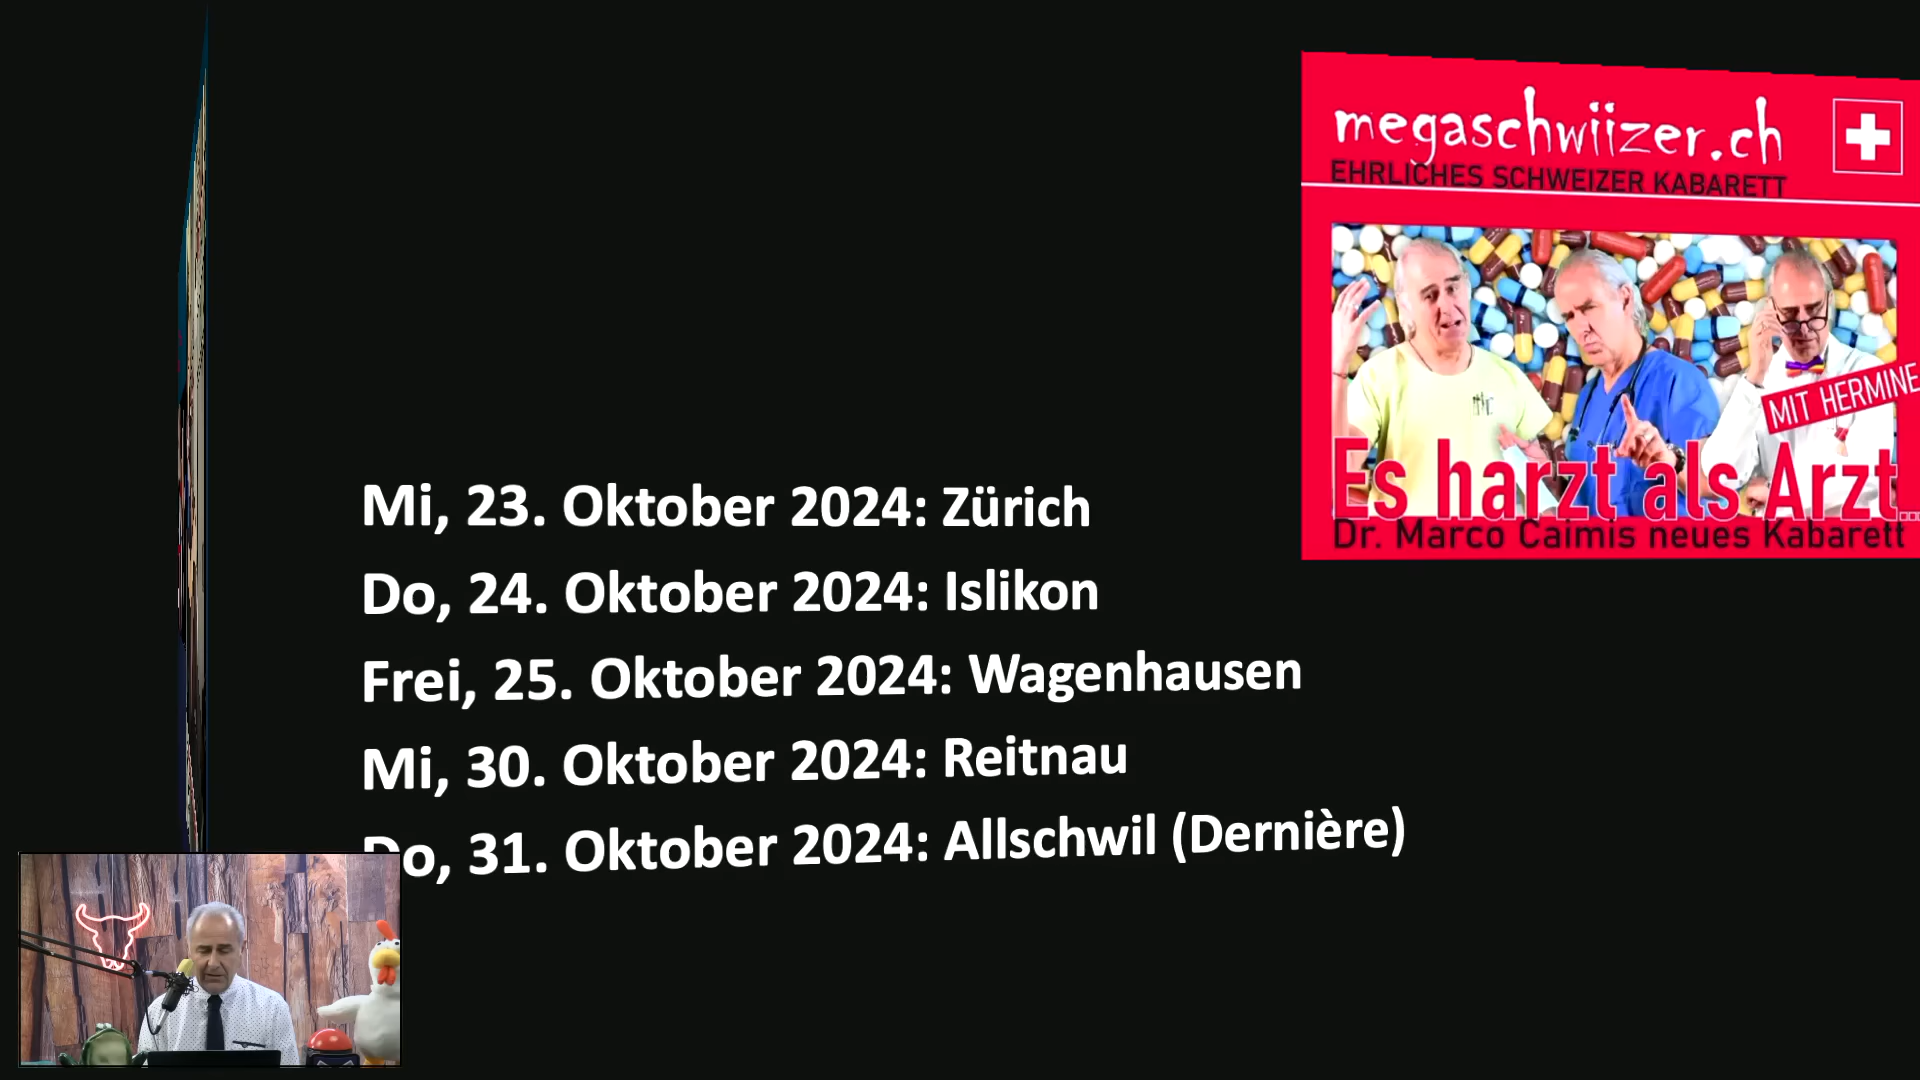 megaschwiizer.ch
EHRLICHES SCHWEIZER KABARETT
MIT HERMINE
Es harzt als Arzt...
Dr. Marco Caimis neues Kabarett
Mi, 23. Oktober 2024: Zürich
Do, 24. Oktober 2024: Islikon
Frei, 25. Oktober 2024: Wagenhausen
Mi, 30. Oktober 2024: Reitnau
Do, 31. Oktober 2024: Allschwil (Dernière)